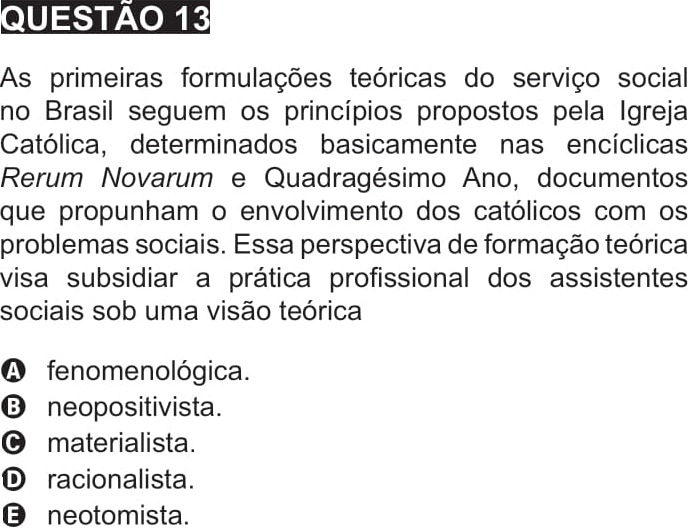 QUESTÃO 13
As primeiras formulações teóricas do serviço social
no Brasil seguem os princípios propostos pela Igreja
Católica, determinados basicamente nas encíclicas
Rerum Novarum e Quadragésimo Ano, documentos
que propunham o envolvimento dos católicos com os
problemas sociais. Essa perspectiva de formação teórica
visa subsidiar a prática profissional dos assistentes
sociais sob uma visão teórica
A fenomenológica.
B neopositivista.
C materialista.
D racionalista.
E neotomista.